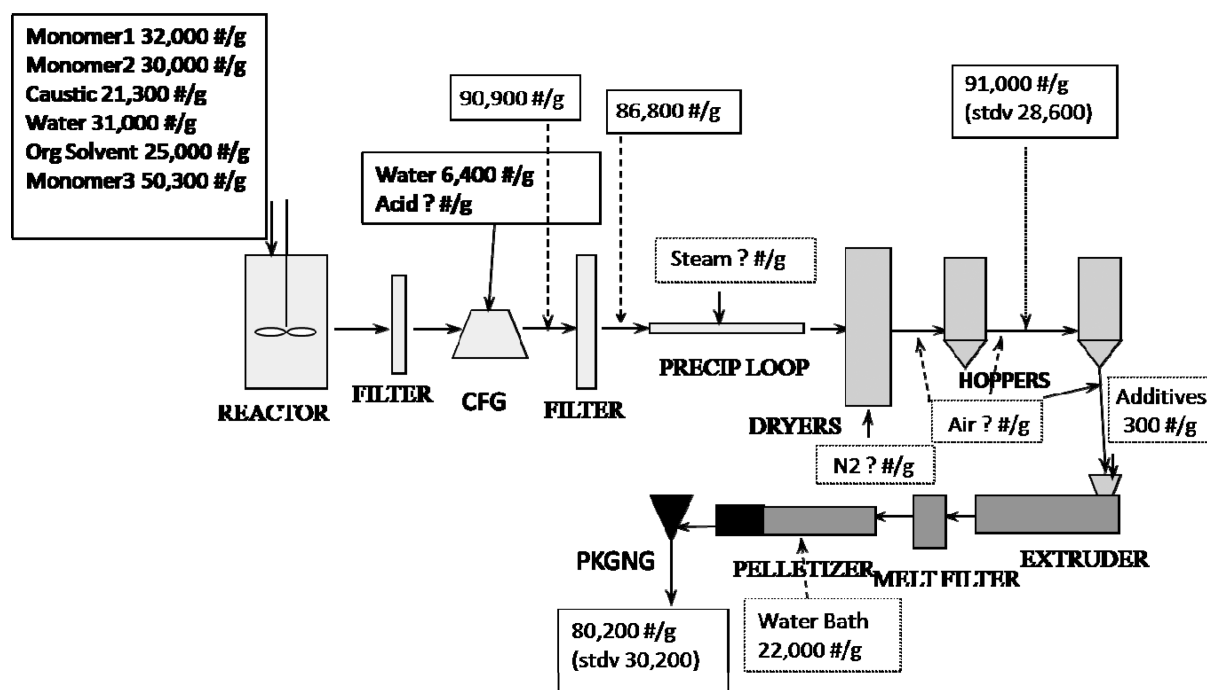 Monomer1 32,000 #/g
Monomer2 30,000 #/g
Caustic 21,300 #/g
Water 31,000 #/g
Org Solvent 25,000 #/g
Monomer3 50,300 #/g
90,900 #/g
86,800 #/g
91,000 #/g
(stdv 28,600)
Water 6,400 #/g
Acid ? #/g
Steam ? #/g
REACTOR
FILTER
CFG
FILTER
PRECIP LOOP
DRYERS
HOPPERS
N2 ? #/g
Air ? #/g
Additives
300 #/g
PKGNG
PELLETIZER
MELT FILTER
EXTRUDER
80,200 #/g
(stdv 30,200)
Water Bath
22,000 #/g